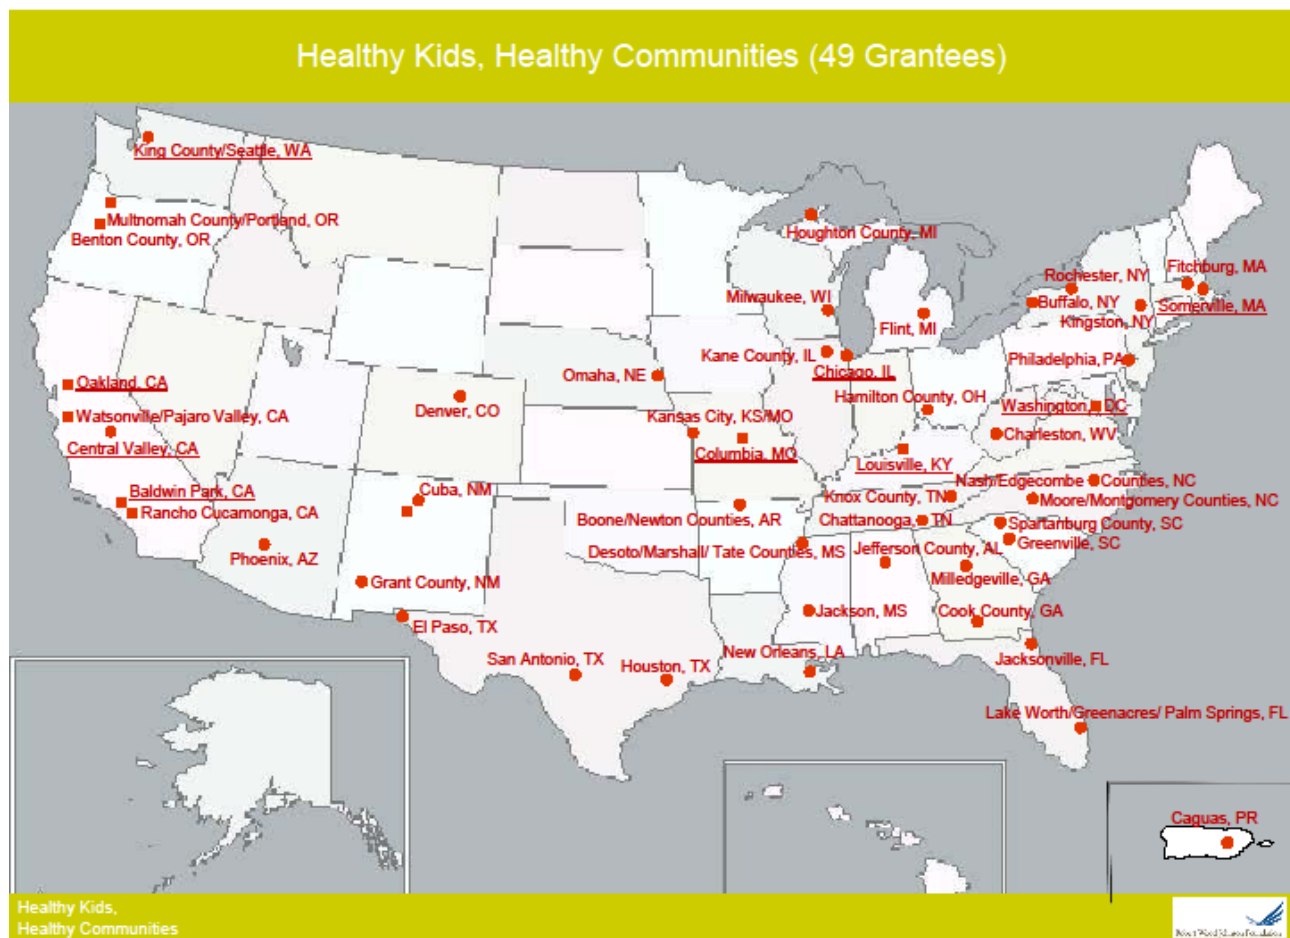 Healthy Kids, Healthy Communities (49 Grantees)
King County/Seattle, WA
Multnomah County/Portland, OR
Benton County, OR
Houghton County, MI
Fitchburg, MA
Rochester, NY
Milwaukee, WI
Buffalo, NY
Somerville, MA
Flint, MI
Kingston, NY
Kane County, IL
Philadelphia, PA
Chicago, IL
Omaha, NE
Oakland, CA
Hamilton County, OH
Denver, CO
Washington, DC
Watsonville/Pajaro Valley, CA
Kansas City, KS/MO
Charleston, WV
Central Valley, CA
Columbia, MO
Louisville, KY
Nash/Edgecombe Counties, NC
Cuba, NM
Baldwin Park, CA
Knox County, TN
Moore/Montgomery Counties, NC
Rancho Cucamonga, CA
Boone/Newton Counties, AR
Chattanooga, TN
Spartanburg County, SC
Greenville, SC
Desoto/Marshall/ Tate Counties, MS
Jefferson County, AL
Phoenix, AZ
Milledgeville, GA
Grant County, NM
Jackson, MS
Cook County, GA
El Paso, TX
New Orleans, LA
San Antonio, TX
Houston, TX
Jacksonville, FL
Lake Worth/Greenacres/ Palm Springs, FL
Caguas, PR
Healthy Kids,
Healthy Communities
Robert Wood Johnson Foundation